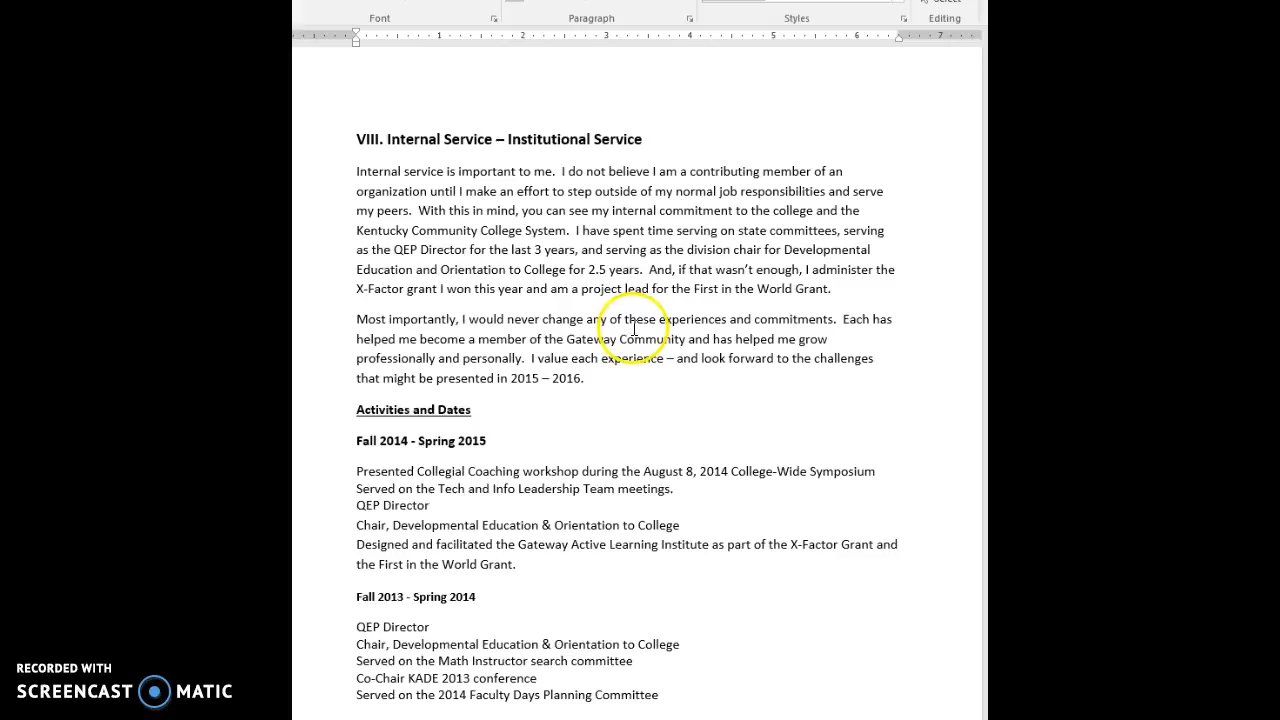 Font Paragraph Styles Editing
1 2 3 4 5 6 7
VIII. Internal Service – Institutional Service
Internal service is important to me.  I do not believe I am a contributing member of an
organization until I make an effort to step outside of my normal job responsibilities and serve
my peers.  With this in mind, you can see my internal commitment to the college and the
Kentucky Community College System.  I have spent time serving on state committees, serving
as the QEP Director for the last 3 years, and serving as the division chair for Developmental
Education and Orientation to College for 2.5 years.  And, if that wasn't enough, I administer the
X-Factor grant I won this year and am a project lead for the First in the World Grant.
Most importantly, I would never change any of these experiences and commitments.  Each has
helped me become a member of the Gateway Community and has helped me grow
professionally and personally.  I value each experience – and look forward to the challenges
that might be presented in 2015 – 2016.
Activities and Dates
Fall 2014 - Spring 2015
Presented Collegial Coaching workshop during the August 8, 2014 College-Wide Symposium
Served on the Tech and Info Leadership Team meetings.
QEP Director
Chair, Developmental Education & Orientation to College
Designed and facilitated the Gateway Active Learning Institute as part of the X-Factor Grant and
the First in the World Grant.
Fall 2013 - Spring 2014
QEP Director
Chair, Developmental Education & Orientation to College
Served on the Math Instructor search committee
Co-Chair KADE 2013 conference
Served on the 2014 Faculty Days Planning Committee
RECORDED WITH
SCREENCAST MATIC